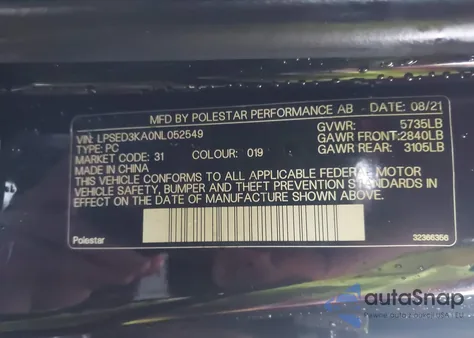 MFD BY POLESTAR PERFORMANCE AB DATE: 08/21
VIN: LPSED3KA0NL052549 GVWR: 5735LB
TYPE: PC GAWR FRONT: 2840LB
MARKET CODE: 31 COLOUR: 019 GAWR REAR: 3105LB
MADE IN CHINA
THIS VEHICLE CONFORMS TO ALL APPLICABLE FEDERAL MOTOR
VEHICLE SAFETY, BUMPER AND THEFT PREVENTION STANDARDS IN
EFFECT ON THE DATE OF MANUFACTURE SHOWN ABOVE.
Polestar 32366356
autoSnap